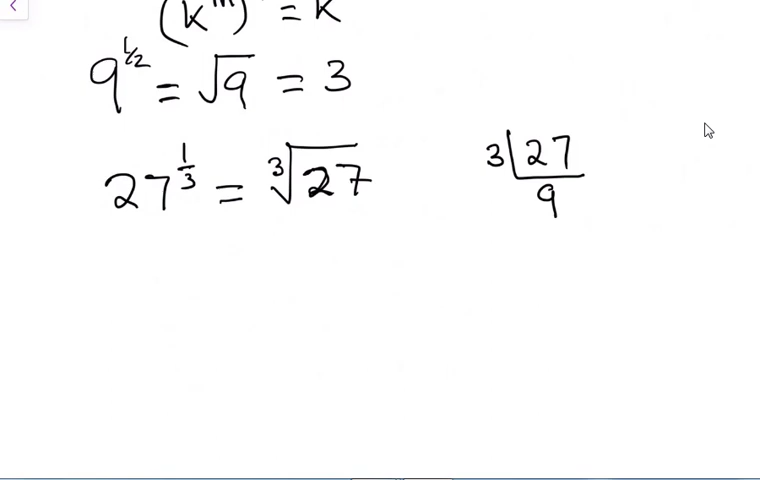 (k^m) = k
9^1/2 = √9 = 3
27^1/3 = ∛27
3 27
9